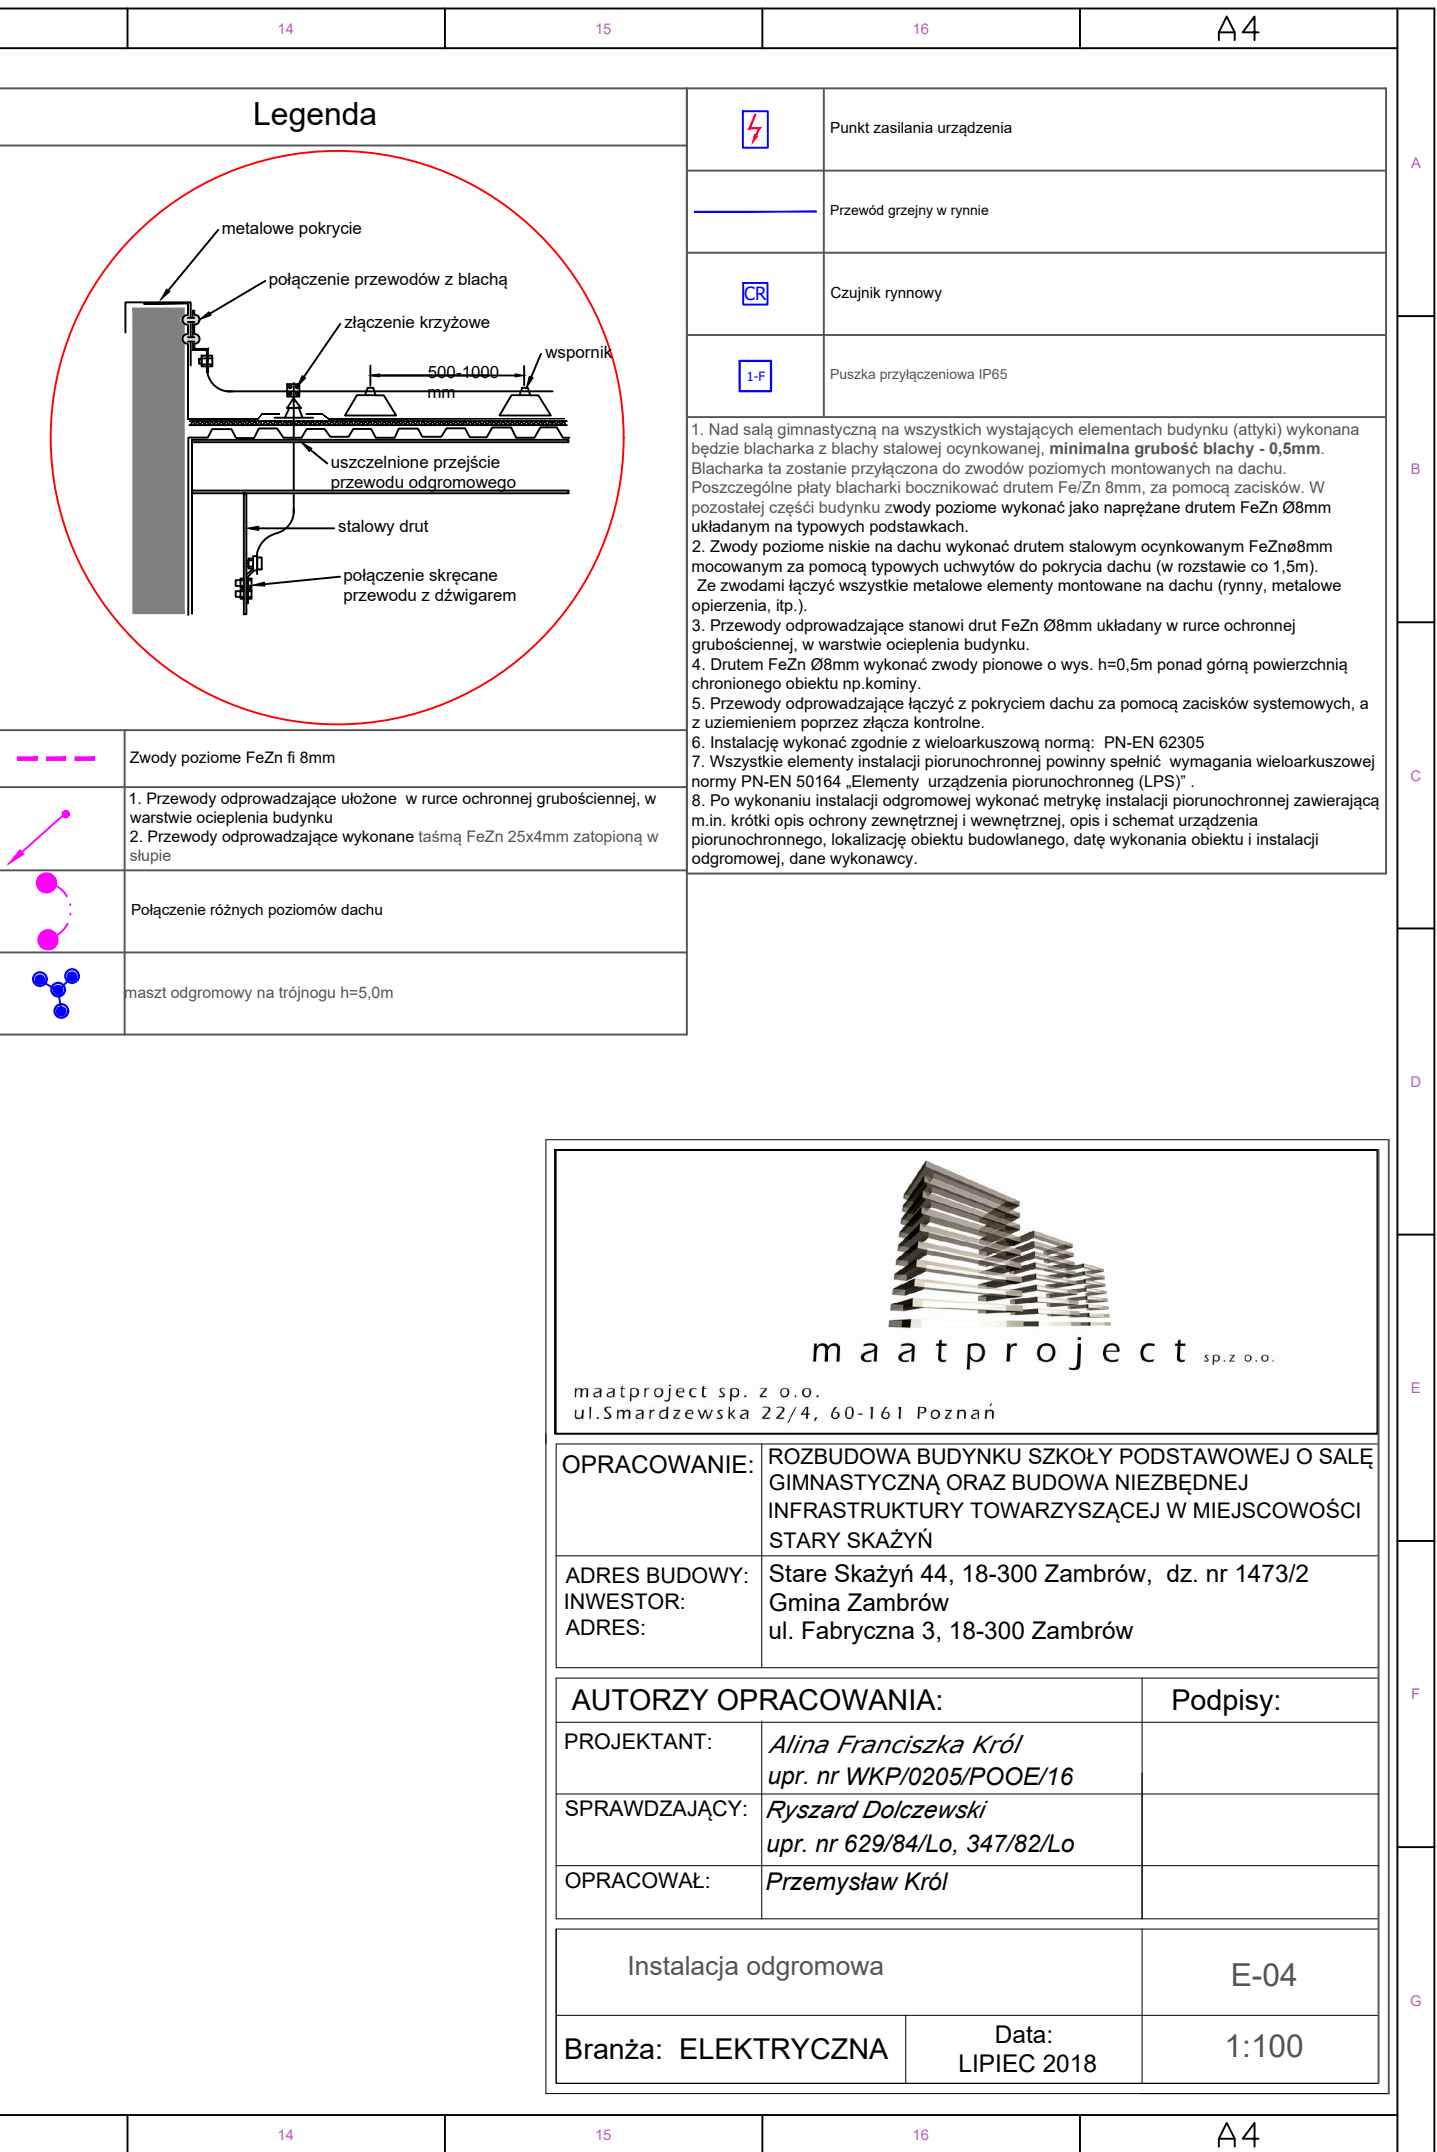 14
15
16
A4
Legenda
metalowe pokrycie
połączenie przewodów z blachą
złączenie krzyżowe
wspornik
500-1000
mm
uszczelnione przejście
przewodu odgromowego
stalowy drut
połączenie skręcane
przewodu z dźwigarem
Zwody poziome FeZn fi 8mm
1. Przewody odprowadzające ułożone w rurce ochronnej grubościennej, w
warstwie ocieplenia budynku
2. Przewody odprowadzające wykonane taśmą FeZn 25x4mm zatopioną w
słupie
Połączenie różnych poziomów dachu
maszt odgromowy na trójnogu h=5,0m
Punkt zasilania urządzenia
Przewód grzejny w rynnie
CR
Czujnik rynnowy
1-F
Puszka przyłączeniowa IP65
1. Nad salą gimnastyczną na wszystkich wystających elementach budynku (attyki) wykonana
będzie blacharka z blachy stalowej ocynkowanej, minimalna grubość blachy - 0,5mm.
Blacharka ta zostanie przyłączona do zwodów poziomych montowanych na dachu.
Poszczególne płaty blacharki bocznikować drutem Fe/Zn 8mm, za pomocą zacisków. W
pozostałej częśći budynku zwody poziome wykonać jako naprężane drutem FeZn Ø8mm
układanym na typowych podstawkach.
2. Zwody poziome niskie na dachu wykonać drutem stalowym ocynkowanym FeZnø8mm
mocowanym za pomocą typowych uchwytów do pokrycia dachu (w rozstawie co 1,5m).
Ze zwodami łączyć wszystkie metalowe elementy montowane na dachu (rynny, metalowe
opierzenia, itp.).
3. Przewody odprowadzające stanowi drut FeZn Ø8mm układany w rurce ochronnej
grubościennej, w warstwie ocieplenia budynku.
4. Drutem FeZn Ø8mm wykonać zwody pionowe o wys. h=0,5m ponad górną powierzchnią
chronionego obiektu np.kominy.
5. Przewody odprowadzające łączyć z pokryciem dachu za pomocą zacisków systemowych, a
z uziemieniem poprzez złącza kontrolne.
6. Instalację wykonać zgodnie z wieloarkuszową normą: PN-EN 62305
7. Wszystkie elementy instalacji piorunochronnej powinny spełnić wymagania wieloarkuszowej
normy PN-EN 50164 „Elementy urządzenia piorunochronneg (LPS)" .
8. Po wykonaniu instalacji odgromowej wykonać metrykę instalacji piorunochronnej zawierającą
m.in. krótki opis ochrony zewnętrznej i wewnętrznej, opis i schemat urządzenia
piorunochronnego, lokalizację obiektu budowlanego, datę wykonania obiektu i instalacji
odgromowej, dane wykonawcy.
A
B
C
D
E
F
G
maatproject sp.z o.o.
maatproject sp. z o.o.
ul.Smardzewska 22/4, 60-161 Poznań
OPRACOWANIE:
ROZBUDOWA BUDYNKU SZKOŁY PODSTAWOWEJ O SALĘ
GIMNASTYCZNĄ ORAZ BUDOWA NIEZBĘDNEJ
INFRASTRUKTURY TOWARZYSZĄCEJ W MIEJSCOWOŚCI
STARY SKAŻYŃ
ADRES BUDOWY: Stare Skażyń 44, 18-300 Zambrów, dz. nr 1473/2
INWESTOR: Gmina Zambrów
ADRES: ul. Fabryczna 3, 18-300 Zambrów
AUTORZY OPRACOWANIA: Podpisy:
PROJEKTANT: Alina Franciszka Król
upr. nr WKP/0205/POOE/16
SPRAWDZAJĄCY: Ryszard Dolczewski
upr. nr 629/84/Lo, 347/82/Lo
OPRACOWAŁ: Przemysław Król
Instalacja odgromowa
E-04
Branża: ELEKTRYCZNA
Data:
LIPIEC 2018
1:100
14
15
16
A4